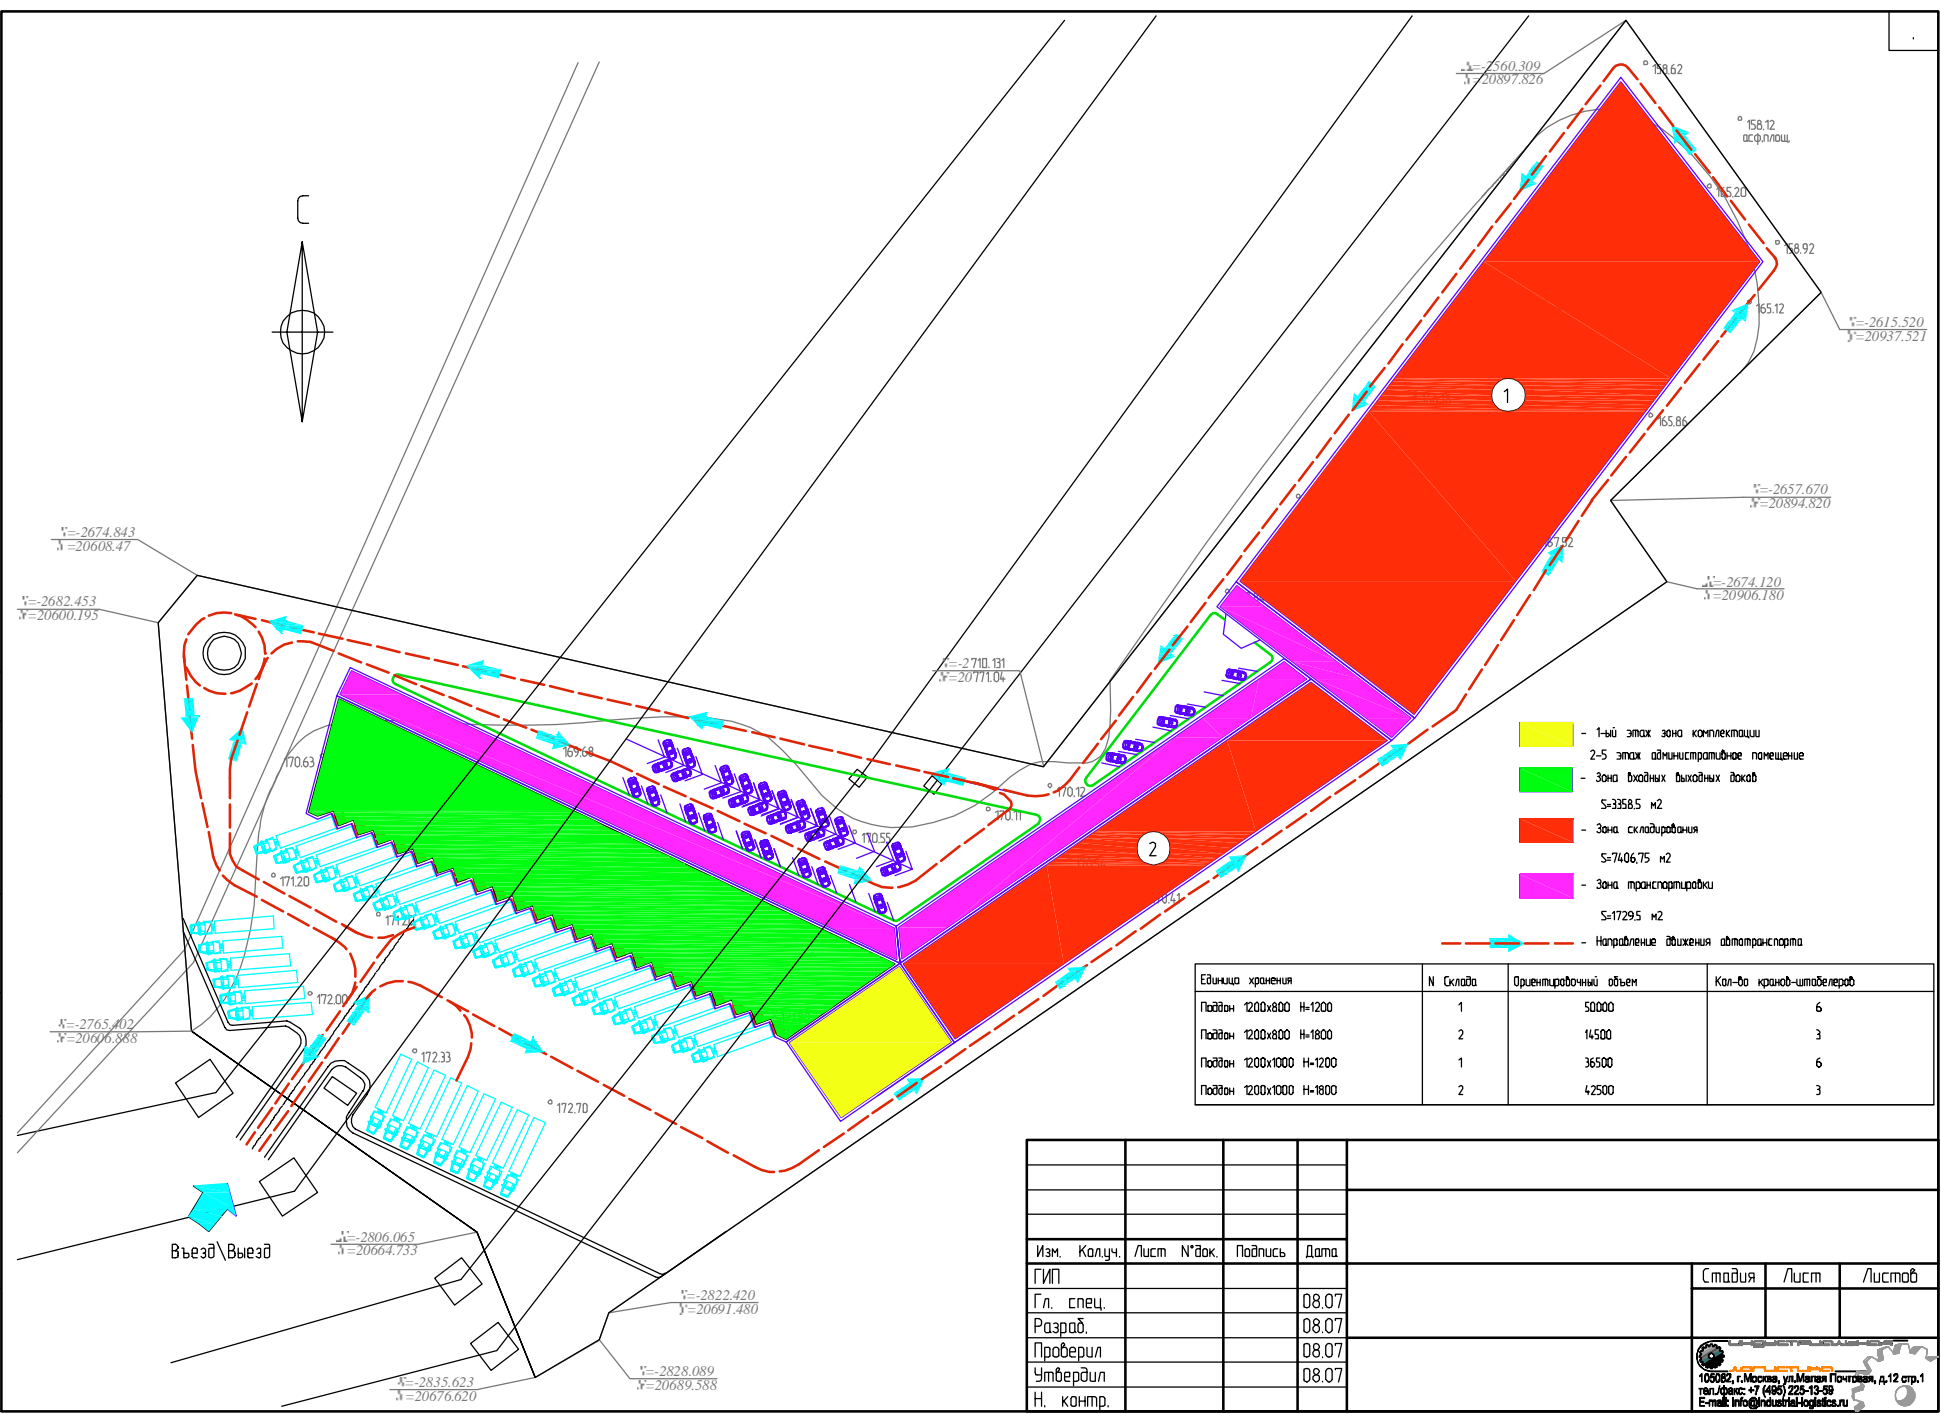 С
X=-2560.309
Y=20897.826
158.62
158.12
асф.площ.
165.20
158.92
165.12
X=-2615.520
Y=20937.521
1
165.86
X=-2657.670
Y=20894.820
X=-2674.120
Y=20906.180
X=-2674.843
Y=20608.47
X=-2682.453
Y=20600.195
X=-2710.131
Y=20771.04
169.68
170.63
170.12
170.11
170.55
2
171.20
172.00
172.33
172.70
X=-2765.402
Y=20606.888
Въезд\Выезд
X=-2806.065
Y=20664.733
X=-2822.420
Y=20691.480
X=-2828.089
Y=20689.588
X=-2835.623
Y=20676.620
- 1-ый этаж зона комплектации
2-5 этаж административное помещение
- Зона входных выходных доков
S=3358,5 м2
- Зона складирования
S=7406,75 м2
- Зона транспортировки
S=1729,5 м2
- Направление движения автотранспорта
Единица хранения N Склада Ориентировочный объем Кол-во кранов-штабелеров
Поддон 1200х800 H=1200 1 50000 6
Поддон 1200х800 H=1800 2 14500 3
Поддон 1200х1000 H=1200 1 36500 6
Поддон 1200х1000 H=1800 2 42500 3
Изм. Кол.уч. Лист N°док. Подпись Дата
ГИП
Гл. спец. 08.07
Разраб. 08.07
Проверил 08.07
Утвердил 08.07
Н. контр.
Стадия Лист Листов
ИНДУСТРИАЛЬНАЯ
ЛОГИСТИКА
105082, г.Москва, ул.Малая Почтовая, д.12 стр.1
тел./факс: +7 (495) 225-13-59
E-mail: info@industrial-logistics.ru